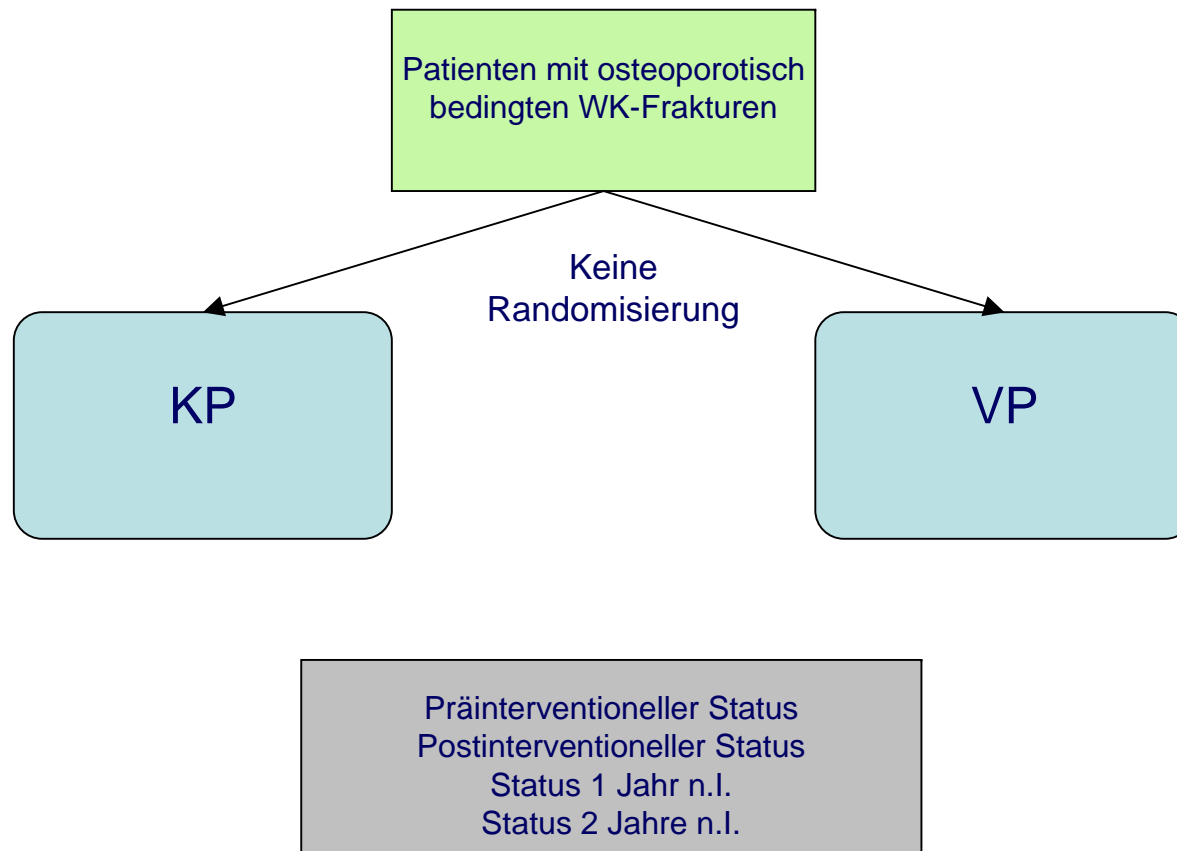 Patienten mit osteoporotisch
bedingten WK-Frakturen
Keine
Randomisierung
KP
VP
Präinterventioneller Status
Postinterventioneller Status
Status 1 Jahr n.I.
Status 2 Jahre n.I.